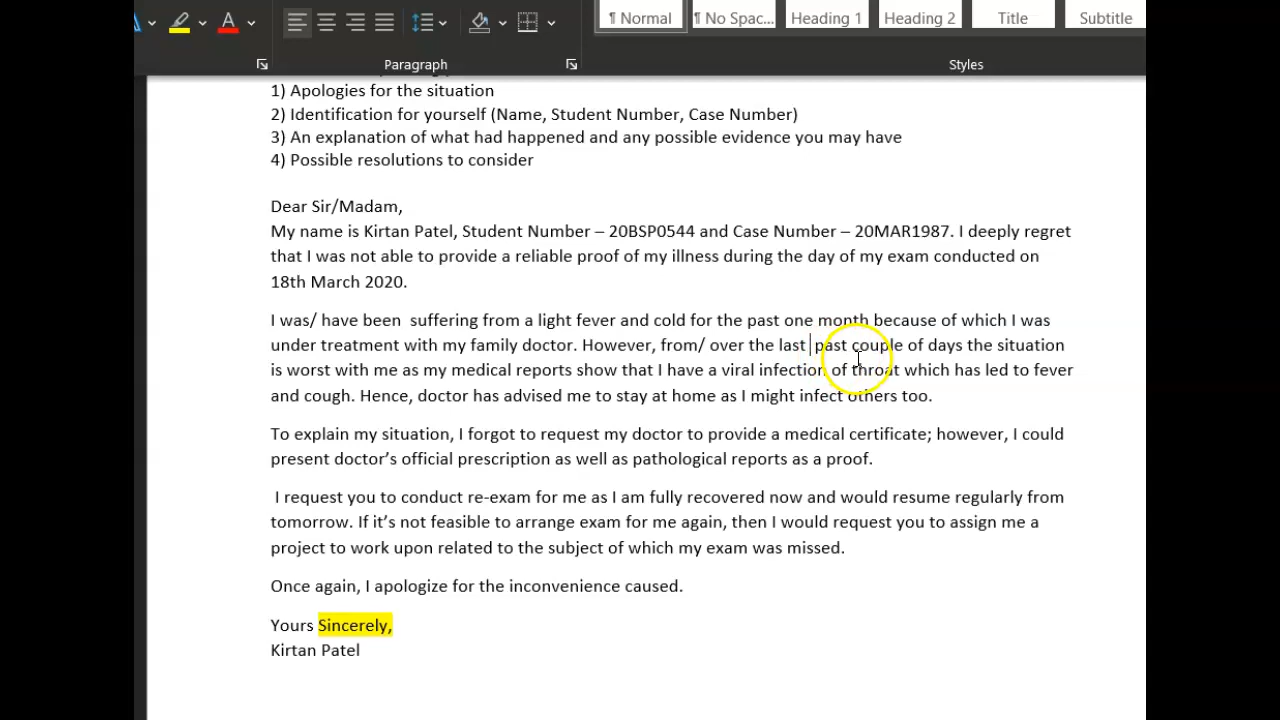 ¶ Normal ¶ No Spac... Heading 1 Heading 2 Title Subtitle
Paragraph Styles
1) Apologies for the situation
2) Identification for yourself (Name, Student Number, Case Number)
3) An explanation of what had happened and any possible evidence you may have
4) Possible resolutions to consider
Dear Sir/Madam,
My name is Kirtan Patel, Student Number – 20BSP0544 and Case Number – 20MAR1987. I deeply regret
that I was not able to provide a reliable proof of my illness during the day of my exam conducted on
18th March 2020.
I was/ have been  suffering from a light fever and cold for the past one month because of which I was
under treatment with my family doctor. However, from/ over the last past couple of days the situation
is worst with me as my medical reports show that I have a viral infection of throat which has led to fever
and cough. Hence, doctor has advised me to stay at home as I might infect others too.
To explain my situation, I forgot to request my doctor to provide a medical certificate; however, I could
present doctor’s official prescription as well as pathological reports as a proof.
I request you to conduct re-exam for me as I am fully recovered now and would resume regularly from
tomorrow. If it’s not feasible to arrange exam for me again, then I would request you to assign me a
project to work upon related to the subject of which my exam was missed.
Once again, I apologize for the inconvenience caused.
Yours Sincerely,
Kirtan Patel